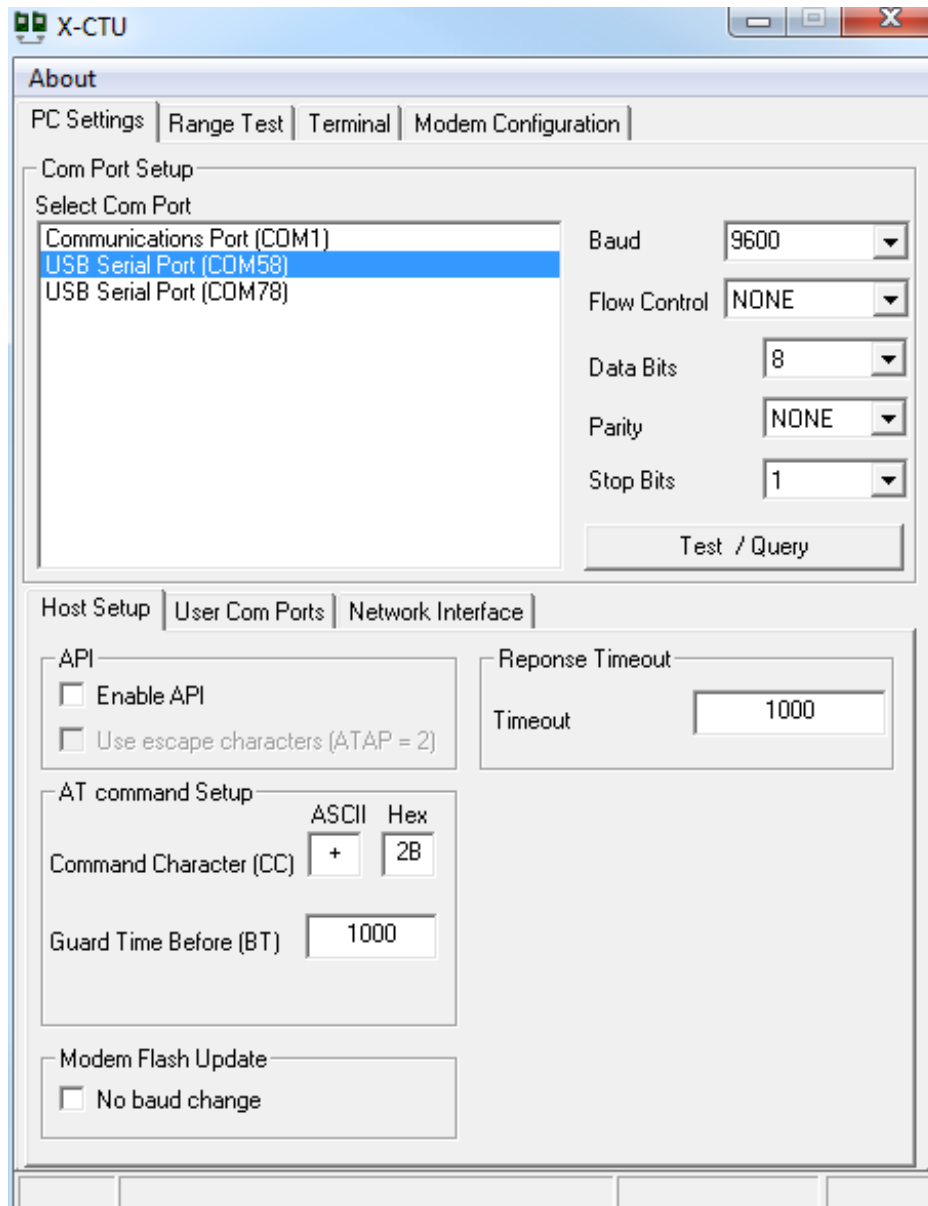 X-CTU
About
PC Settings Range Test Terminal Modem Configuration
Com Port Setup
Select Com Port
Communications Port (COM1)
USB Serial Port (COM58)
USB Serial Port (COM78)
Baud 9600
Flow Control NONE
Data Bits 8
Parity NONE
Stop Bits 1
Test / Query
Host Setup User Com Ports Network Interface
API
Enable API
Use escape characters (ATAP = 2)
Reponse Timeout
Timeout 1000
AT command Setup
ASCII Hex
Command Character (CC) + 2B
Guard Time Before (BT) 1000
Modem Flash Update
No baud change